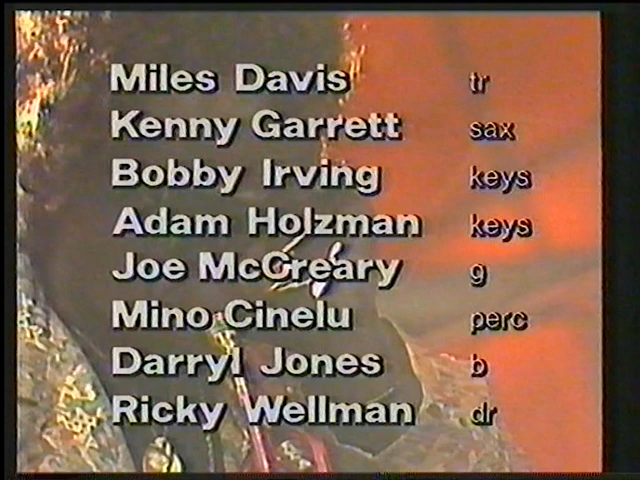 Miles Davis tr
Kenny Garrett sax
Bobby Irving keys
Adam Holzman keys
Joe McCreary g
Mino Cinelu perc
Darryl Jones b
Ricky Wellman dr